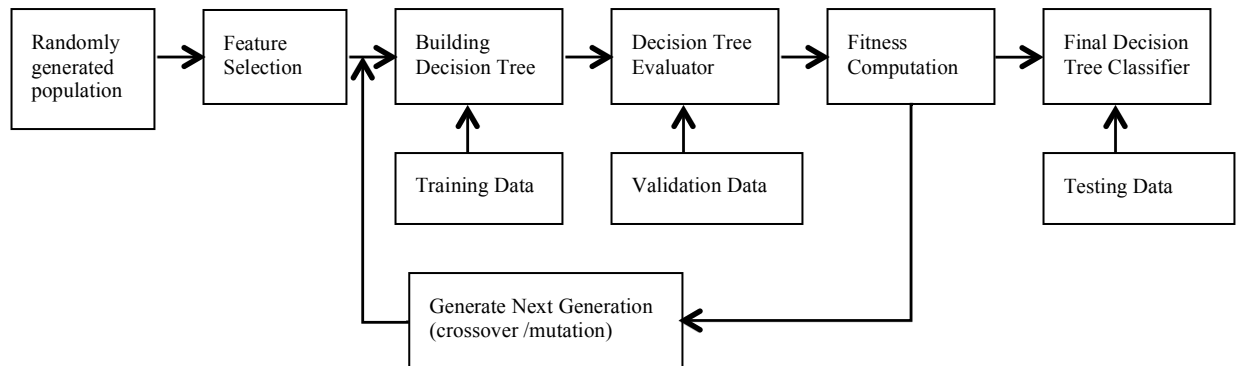 Randomly
generated
population
Feature
Selection
Building
Decision Tree
Decision Tree
Evaluator
Fitness
Computation
Final Decision
Tree Classifier
Training Data
Validation Data
Testing Data
Generate Next Generation
(crossover /mutation)